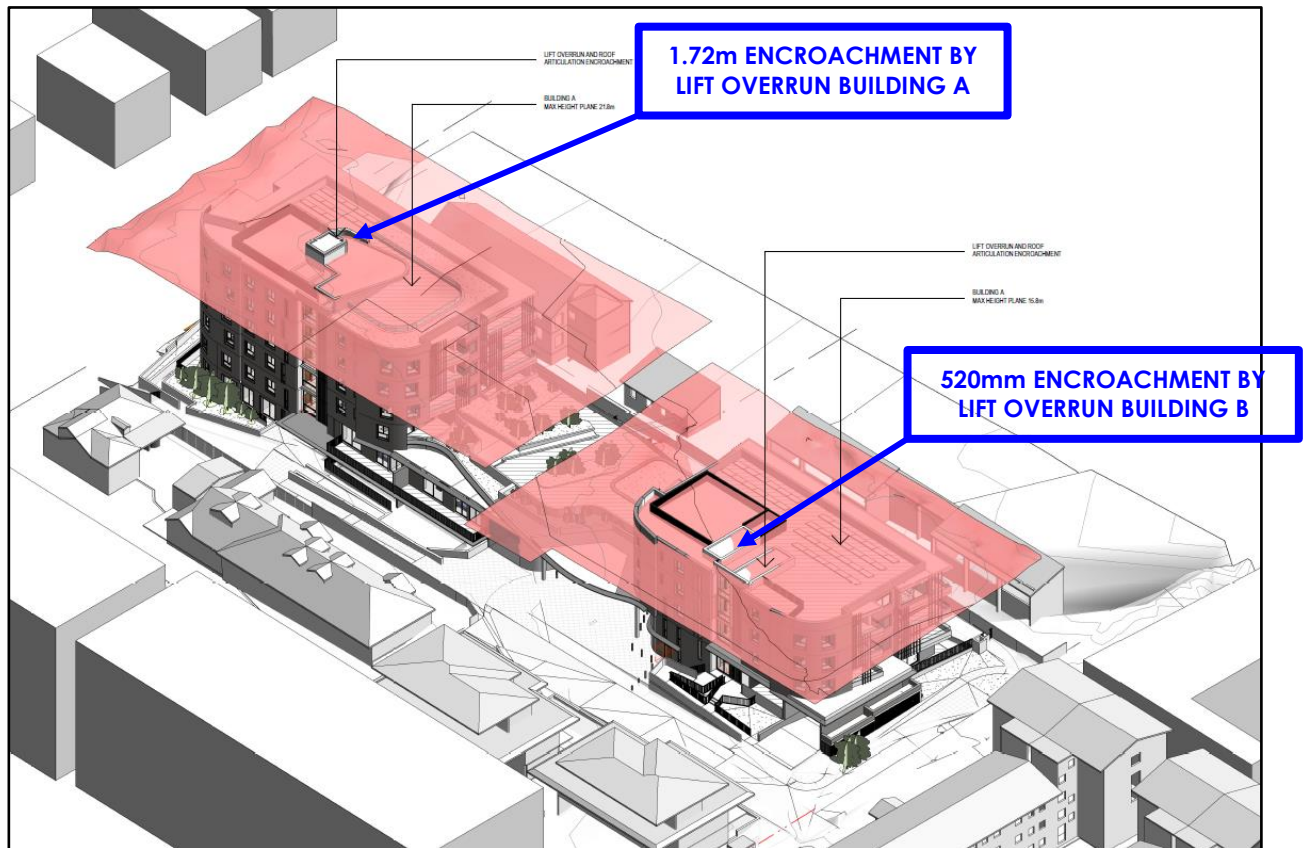 LIFT OVERRUN AND ROOF
ARTICULATION ENCROACHMENT
BUILDING A
MAX HEIGHT PLANE 21.8m
1.72m ENCROACHMENT BY
LIFT OVERRUN BUILDING A
LIFT OVERRUN AND ROOF
ARTICULATION ENCROACHMENT
BUILDING A
MAX HEIGHT PLANE 15.8m
520mm ENCROACHMENT BY
LIFT OVERRUN BUILDING B